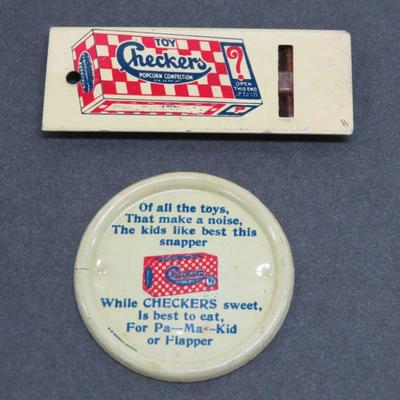 TOY
Checkers
POPCORN CONFECTION
?
OPEN
THIS END
Of all the toys,
That make a noise,
The kids like best this
snapper
Checkers
While CHECKERS sweet,
Is best to eat,
For Pa—Ma—Kid
or Flapper